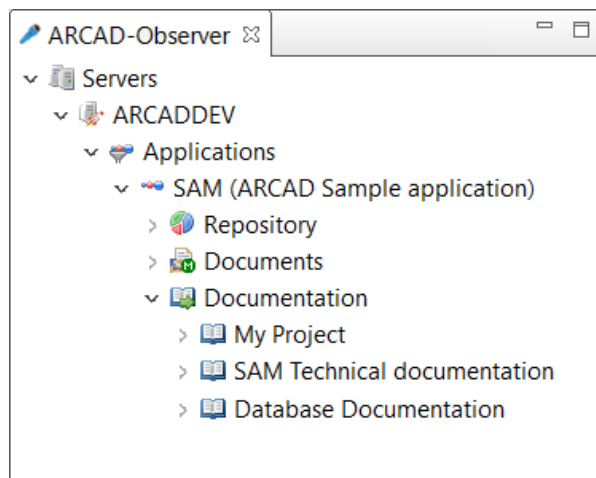 ARCAD-Observer
Servers
ARCADDEV
Applications
SAM (ARCAD Sample application)
Repository
Documents
Documentation
My Project
SAM Technical documentation
Database Documentation